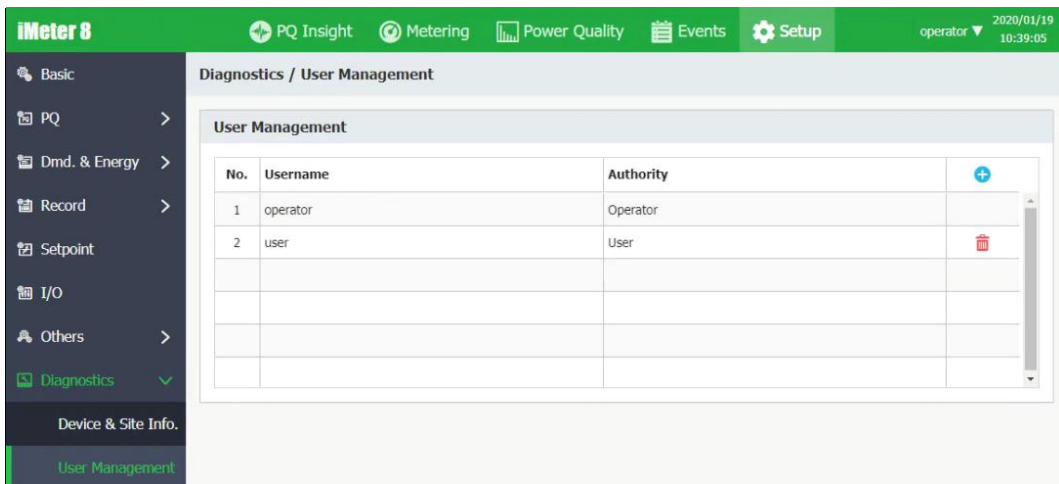 iMeter 8
PQ Insight
Metering
Power Quality
Events
Setup
operator ▼
2020/01/19
10:39:05
Basic
PQ
Dmd. & Energy
Record
Setpoint
I/O
Others
Diagnostics
Device & Site Info.
User Management
Diagnostics / User Management
User Management
No. Username Authority
1 operator Operator
2 user User